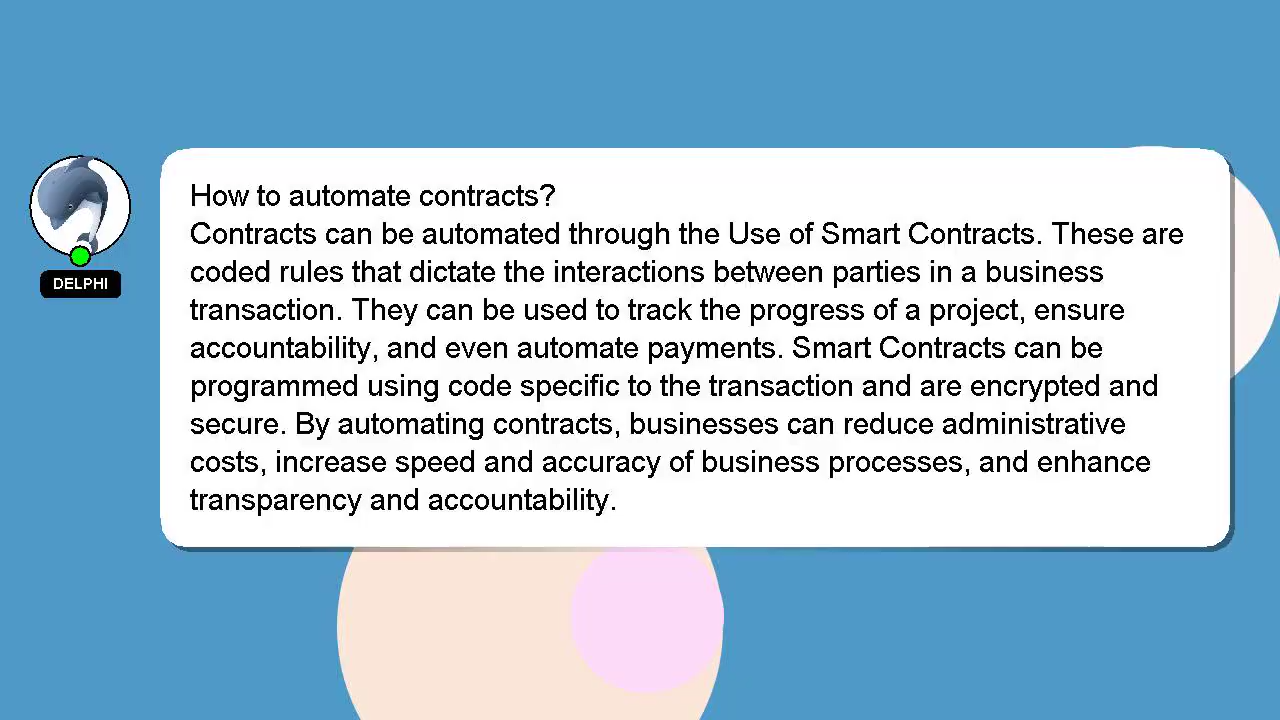 How to automate contracts?
Contracts can be automated through the Use of Smart Contracts. These are
coded rules that dictate the interactions between parties in a business
transaction. They can be used to track the progress of a project, ensure
accountability, and even automate payments. Smart Contracts can be
programmed using code specific to the transaction and are encrypted and
secure. By automating contracts, businesses can reduce administrative
costs, increase speed and accuracy of business processes, and enhance
transparency and accountability.
DELPHI